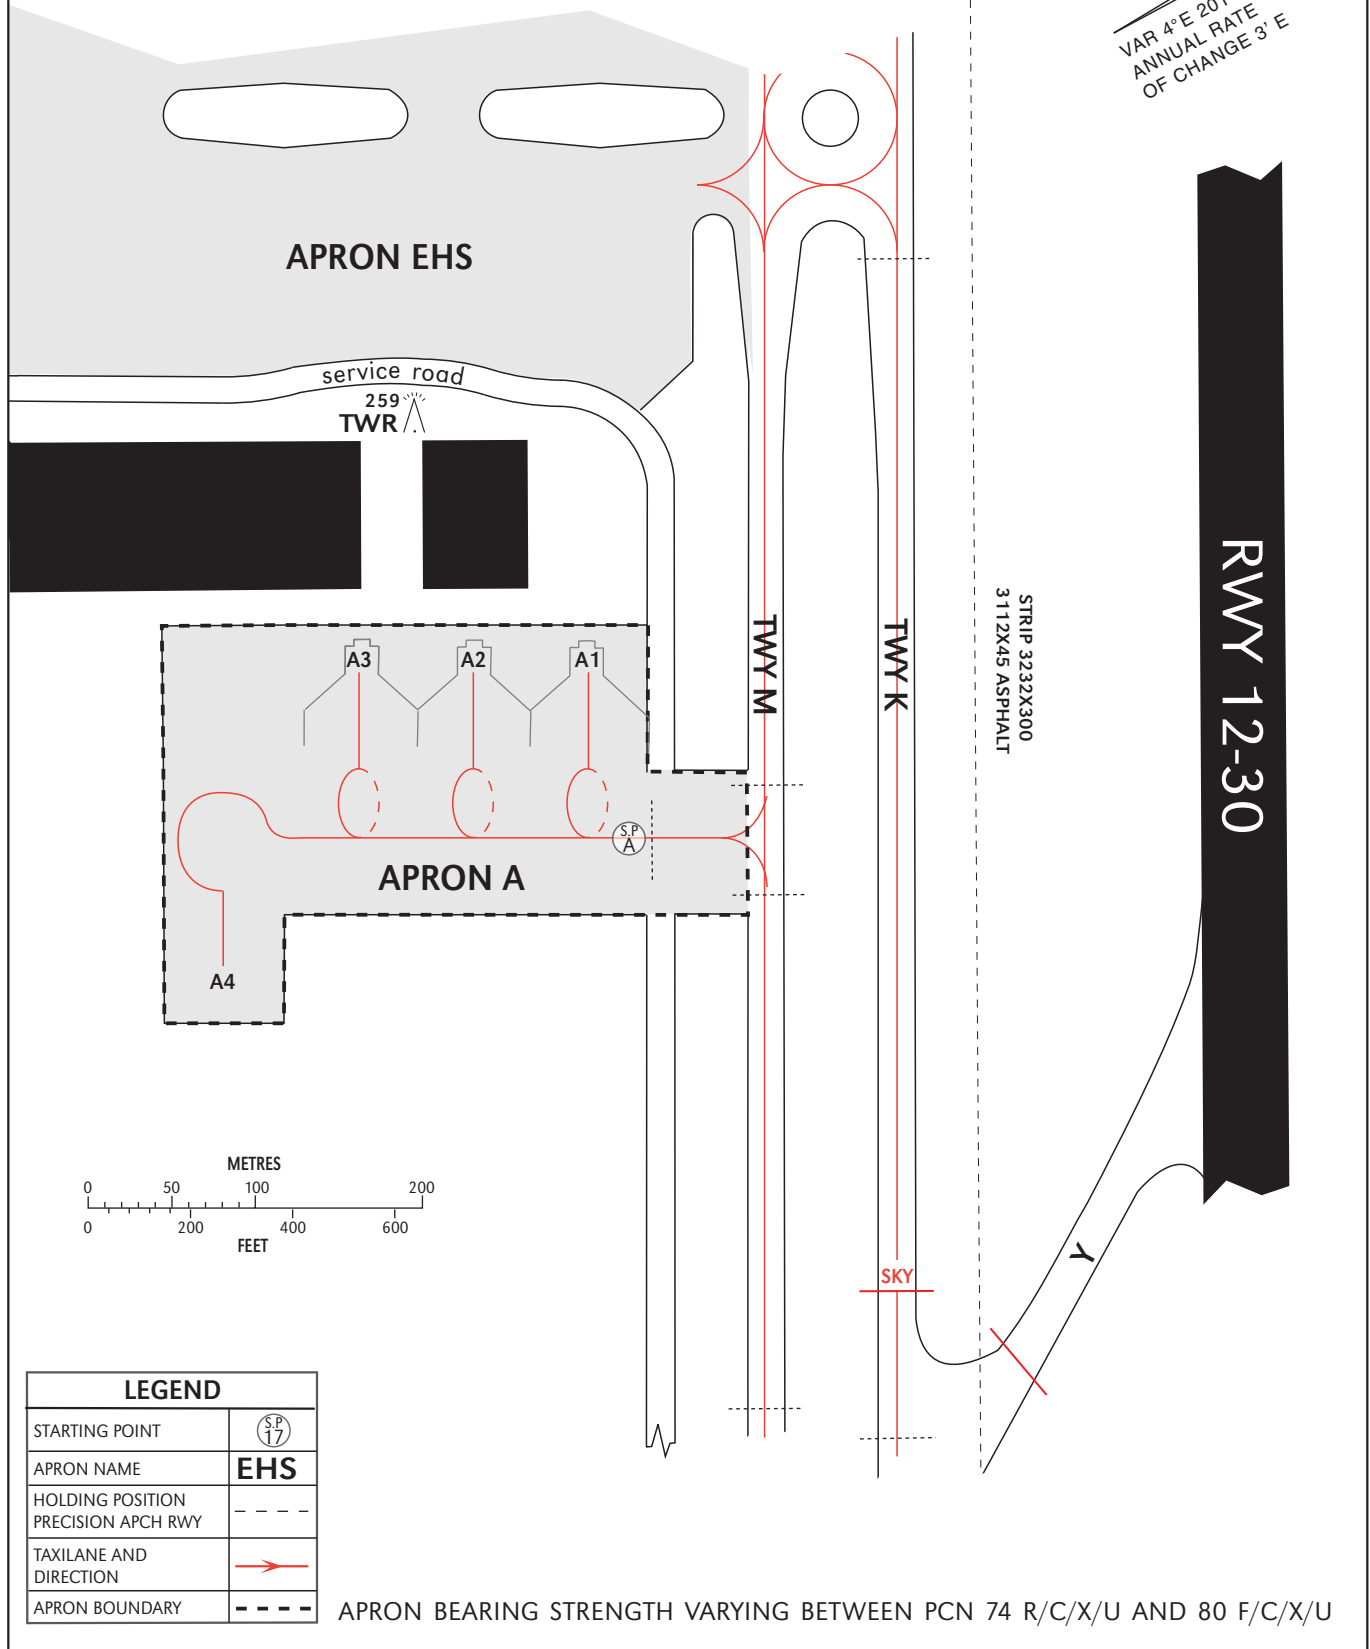 VAR 4°E
ANNUAL RATE
OF CHANGE 3' E
APRON EHS
service road
259
TWR
RWY 12-30
STRIP 3232X300
3112X45 ASPHALT
TWY M
TWY K
A3
A2
A1
S.P
A
APRON A
A4
METRES
0 50 100 200
0 200 400 600
FEET
SKY
Y
LEGEND
STARTING POINT
S.P
17
APRON NAME
EHS
HOLDING POSITION
PRECISION APCH RWY
TAXILANE AND
DIRECTION
APRON BOUNDARY
APRON BEARING STRENGTH VARYING BETWEEN PCN 74 R/C/X/U AND 80 F/C/X/U